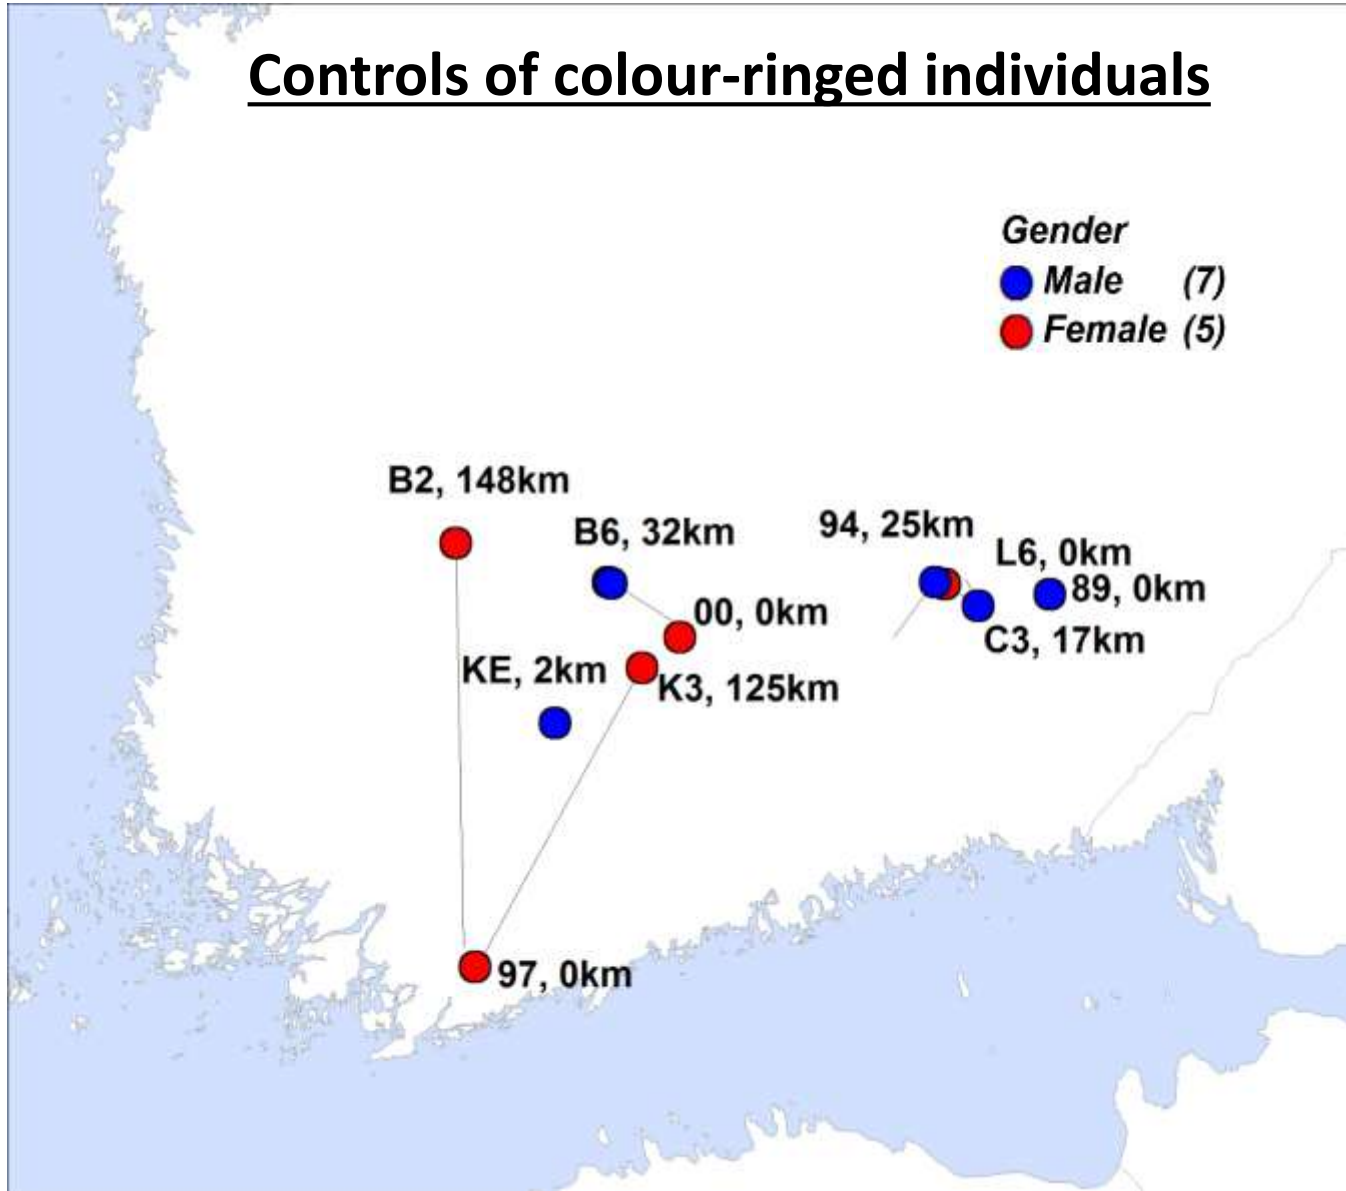 Controls of colour-ringed individuals
Gender
Male (7)
Female (5)
B2, 148km
B6, 32km
94, 25km
L6, 0km
89, 0km
00, 0km
C3, 17km
KE, 2km
K3, 125km
97, 0km